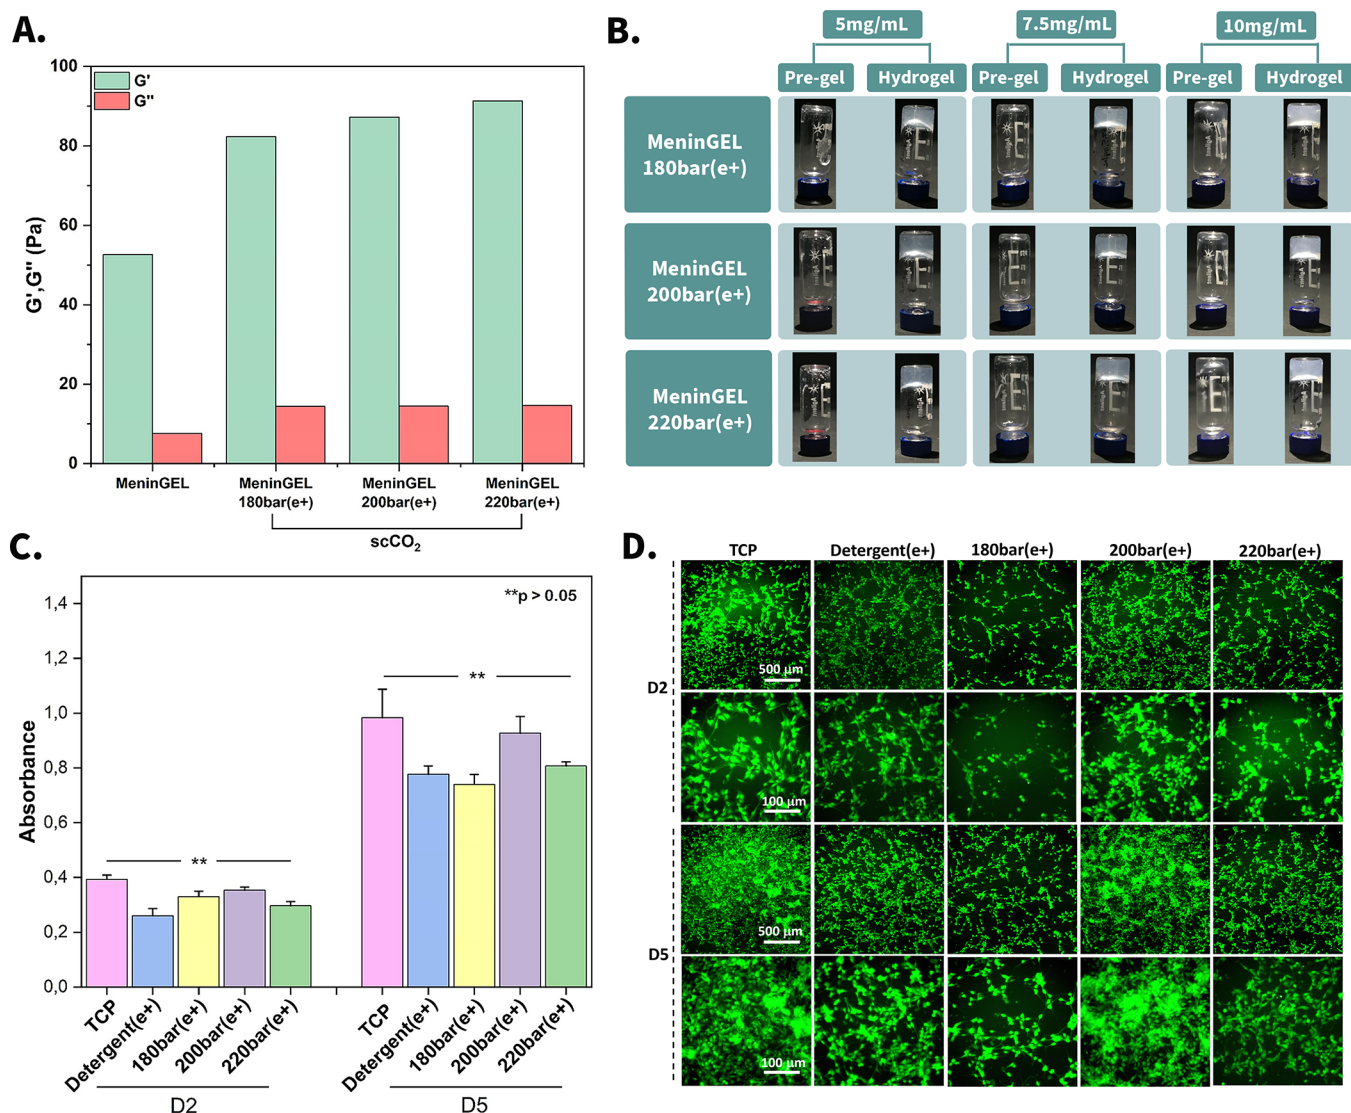 A.
100
80
60
40
20
0
G',G'' (Pa)
G'
G''
MeninGEL
MeninGEL
180bar(e+)
MeninGEL
200bar(e+)
MeninGEL
220bar(e+)
scCO₂
B.
5mg/mL
7.5mg/mL
10mg/mL
Pre-gel
Hydrogel
Pre-gel
Hydrogel
Pre-gel
Hydrogel
MeninGEL
180bar(e+)
MeninGEL
200bar(e+)
MeninGEL
220bar(e+)
C.
**p > 0.05
1,4
1,2
1,0
0,8
0,6
0,4
0,2
0,0
Absorbance
**
**
TCP
Detergent(e+)
180bar(e+)
200bar(e+)
220bar(e+)
TCP
Detergent(e+)
180bar(e+)
200bar(e+)
220bar(e+)
D2
D5
D.
TCP
Detergent(e+)
180bar(e+)
200bar(e+)
220bar(e+)
D2
500 µm
100 µm
D5
500 µm
100 µm